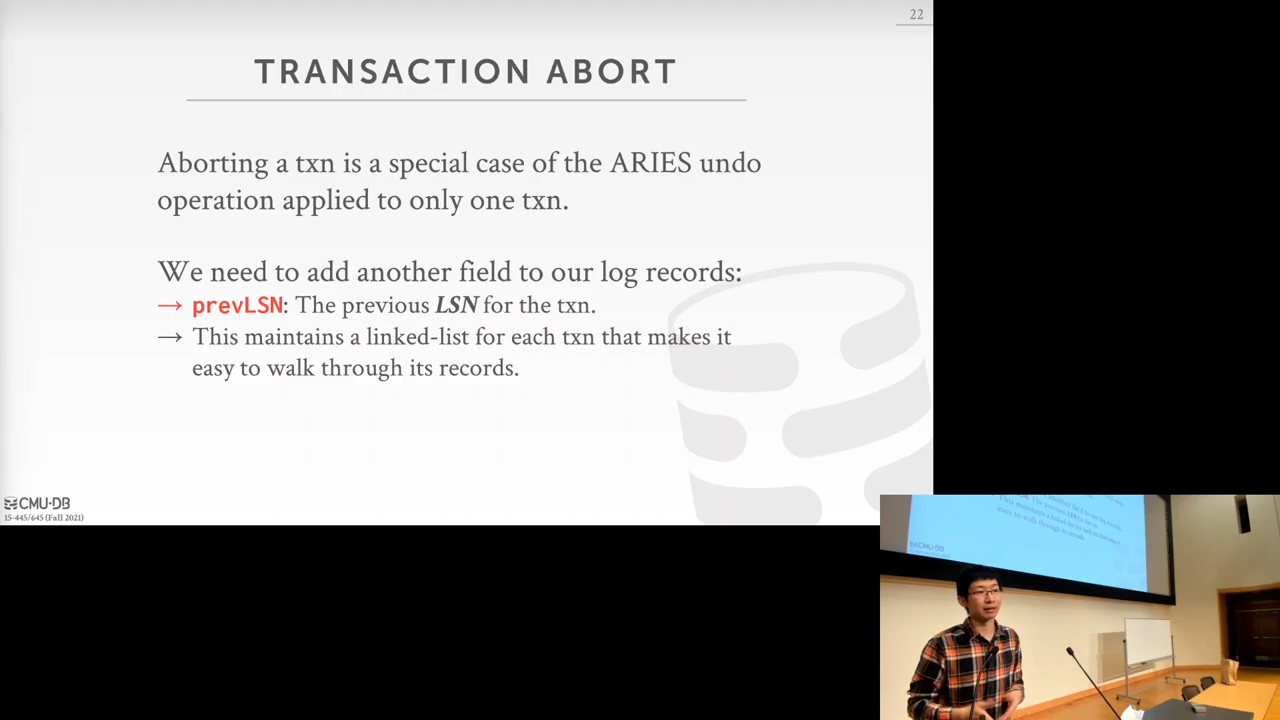 22
TRANSACTION ABORT
Aborting a txn is a special case of the ARIES undo
operation applied to only one txn.
We need to add another field to our log records:
→ prevLSN: The previous LSN for the txn.
→ This maintains a linked-list for each txn that makes it
easy to walk through its records.
CMU·DB
15-445/645 (Fall 2021)